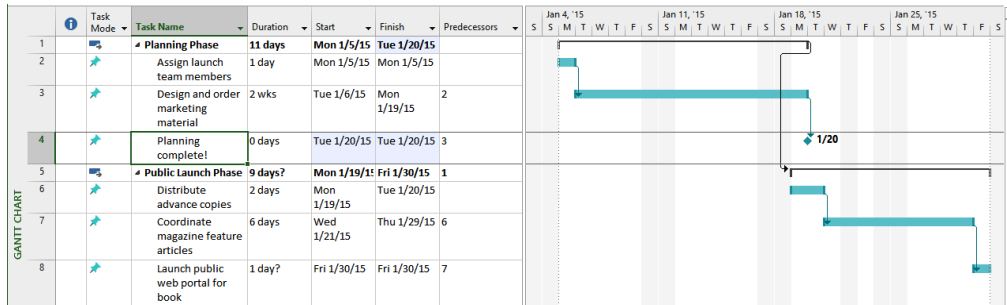 Jan 4, '15 Jan 11, '15 Jan 18, '15 Jan 25, '15
Task Mode Task Name Duration Start Finish Predecessors S S M T W T F S S M T W T F S S M T W T F S S M T W T F S
1 Planning Phase 11 days Mon 1/5/15 Tue 1/20/15
2 Assign launch team members 1 day Mon 1/5/15 Mon 1/5/15
3 Design and order marketing material 2 wks Tue 1/6/15 Mon 1/19/15 2
4 Planning complete! 0 days Tue 1/20/15 Tue 1/20/15 3 1/20
5 Public Launch Phase 9 days? Mon 1/19/15 Fri 1/30/15 1
6 Distribute advance copies 2 days Mon 1/19/15 Tue 1/20/15
7 Coordinate magazine feature articles 6 days Wed 1/21/15 Thu 1/29/15 6
8 Launch public web portal for book 1 day? Fri 1/30/15 Fri 1/30/15 7
GANTT CHART